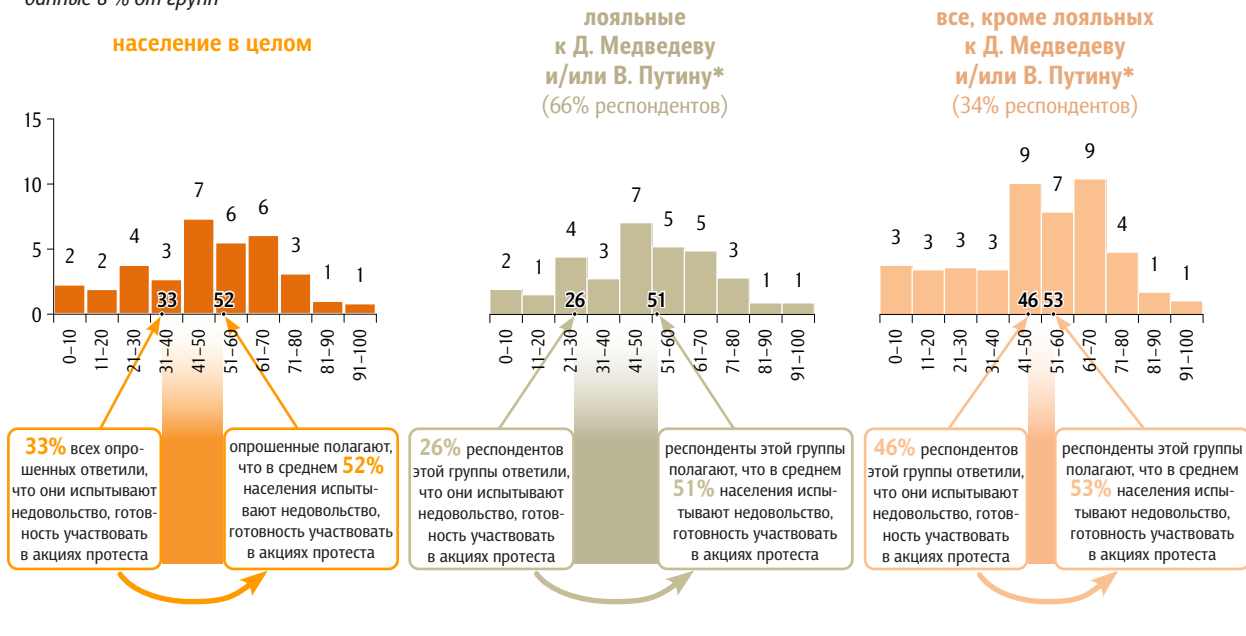 данные в % от групп
население в целом
лояльные
к Д. Медведеву
и/или В. Путину*
(66% респондентов)
все, кроме лояльных
к Д. Медведеву
и/или В. Путину*
(34% респондентов)
15
10
5
0
2
2
4
3
7
6
6
3
1
1
33
52
0–10
11–20
21–30
31–40
41–50
51–60
61–70
71–80
81–90
91–100
2
1
4
3
7
5
5
3
1
1
26
51
0–10
11–20
21–30
31–40
41–50
51–60
61–70
71–80
81–90
91–100
3
3
3
3
9
7
9
4
1
1
46
53
0–10
11–20
21–30
31–40
41–50
51–60
61–70
71–80
81–90
91–100
33% всех опро-
шенных ответили,
что они испытывают
недовольство, готов-
ность участвовать
в акциях протеста
опрошенные полагают,
что в среднем 52%
населения испыты-
вают недовольство,
готовность участвовать
в акциях протеста
26% респондентов
этой группы ответили,
что они испытывают
недовольство, готов-
ность участвовать
в акциях протеста
респонденты этой группы
полагают, что в среднем
51% населения испы-
тывают недовольство,
готовность участвовать
в акциях протеста
46% респондентов
этой группы ответили,
что они испытывают
недовольство, готов-
ность участвовать
в акциях протеста
респонденты этой группы
полагают, что в среднем
53% населения испы-
тывают недовольство,
готовность участвовать
в акциях протеста